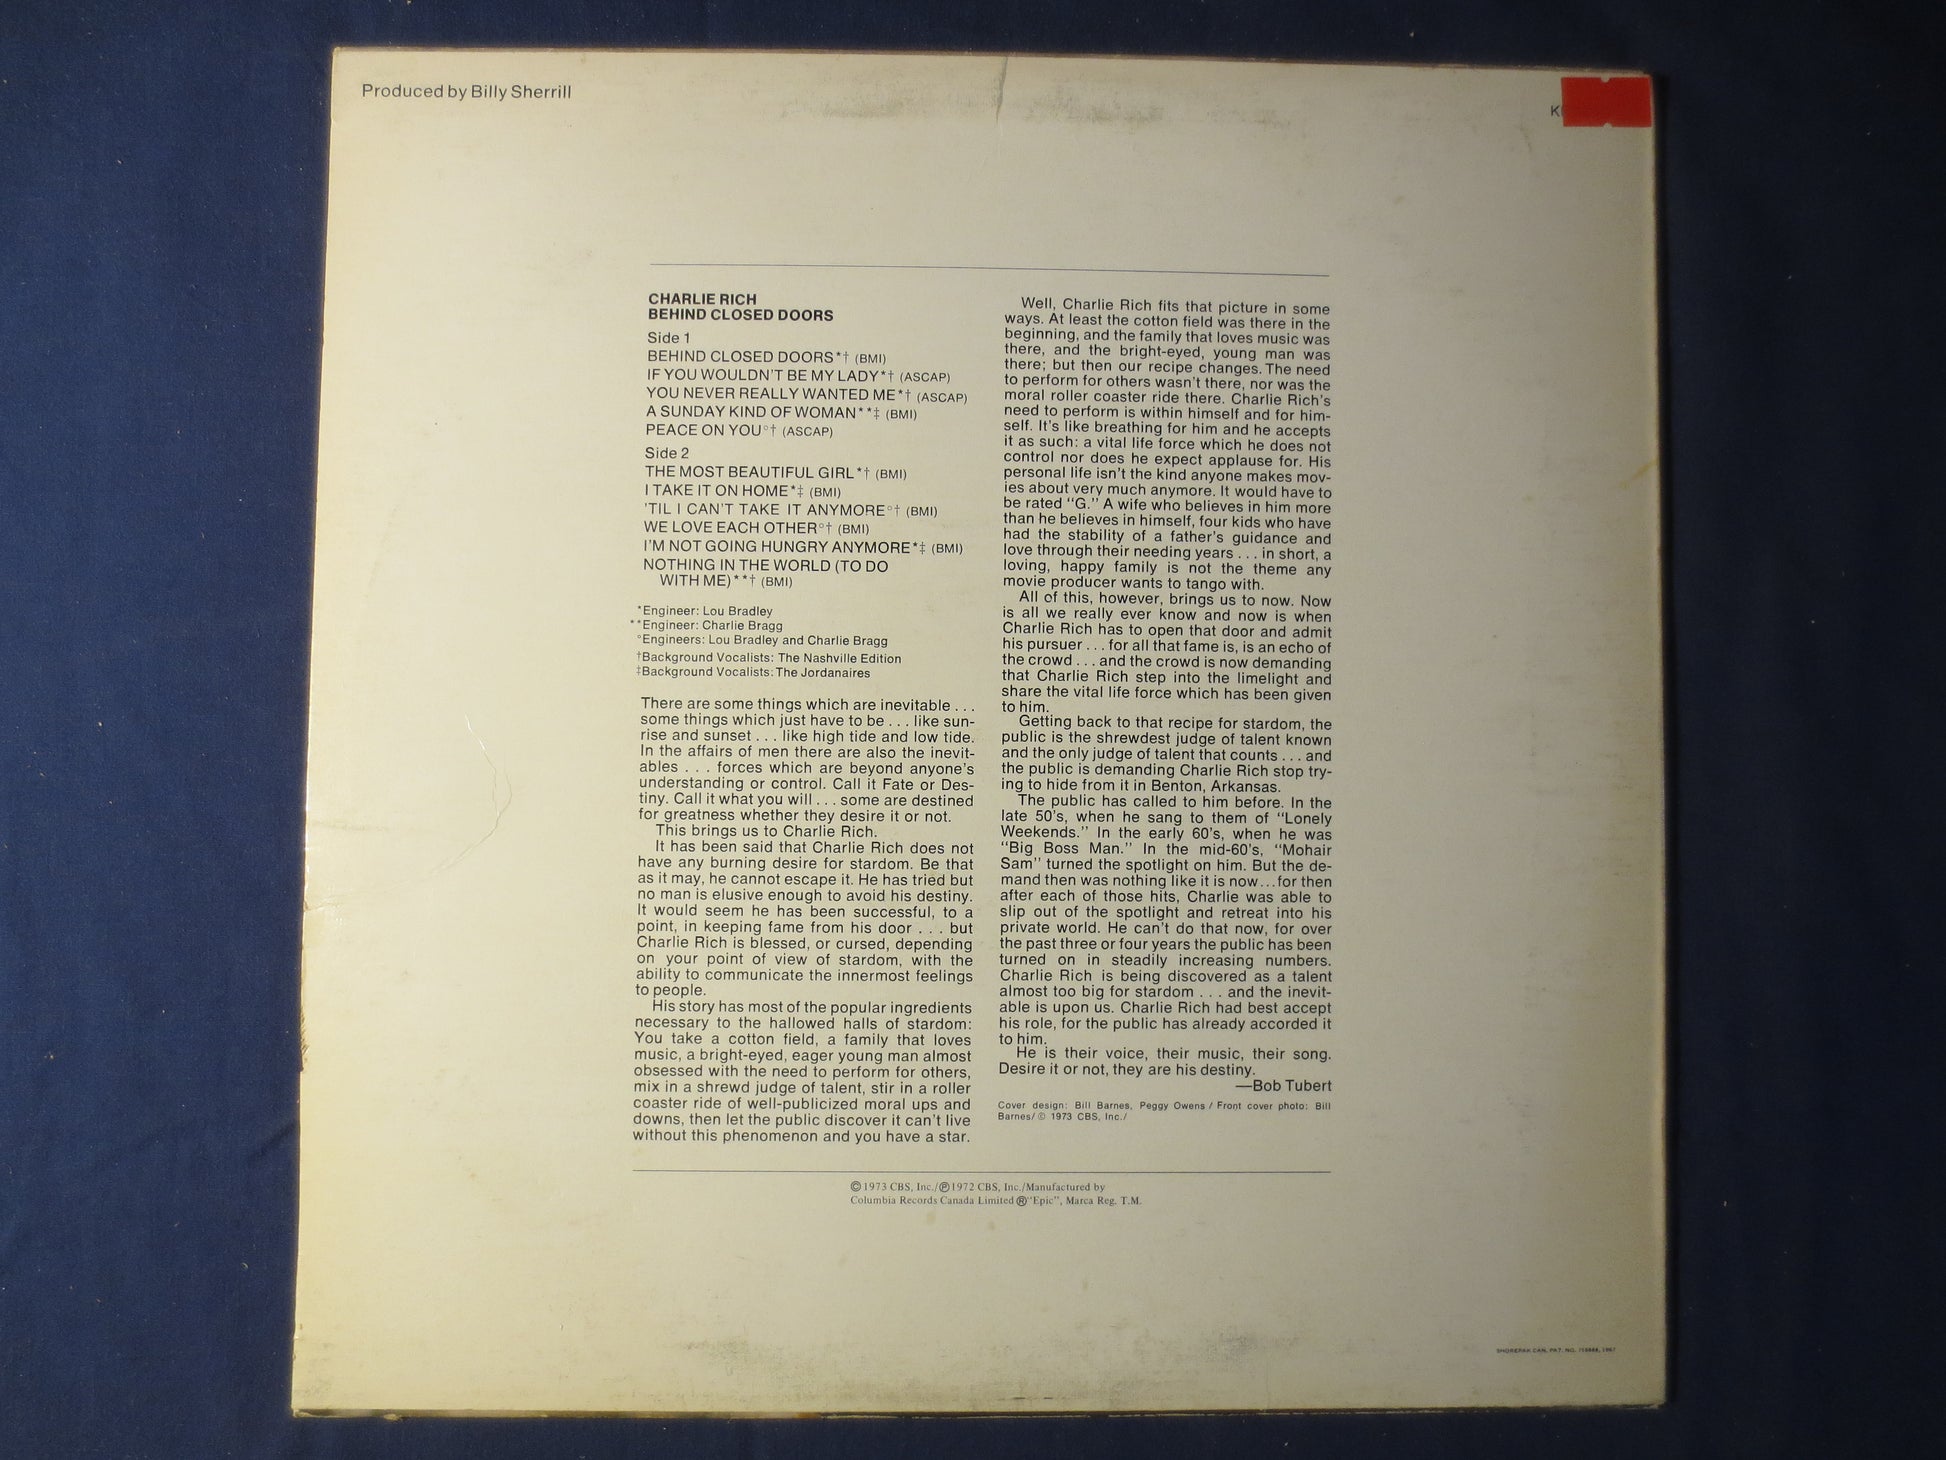 Produced by Billy Sherrill
CHARLIE RICH
BEHIND CLOSED DOORS
Side 1
BEHIND CLOSED DOORS*† (BMI)
IF YOU WOULDN'T BE MY LADY*† (ASCAP)
YOU NEVER REALLY WANTED ME*† (ASCAP)
A SUNDAY KIND OF WOMAN**‡ (BMI)
PEACE ON YOU°† (ASCAP)
Side 2
THE MOST BEAUTIFUL GIRL*† (BMI)
I TAKE IT ON HOME*‡ (BMI)
'TIL I CAN'T TAKE IT ANYMORE°† (BMI)
WE LOVE EACH OTHER°† (BMI)
I'M NOT GOING HUNGRY ANYMORE*‡ (BMI)
NOTHING IN THE WORLD (TO DO
WITH ME)**† (BMI)
*Engineer: Lou Bradley
**Engineer: Charlie Bragg
°Engineers: Lou Bradley and Charlie Bragg
†Background Vocalists: The Nashville Edition
‡Background Vocalists: The Jordanaires
There are some things which are inevitable . . .
some things which just have to be . . . like sun-
rise and sunset . . . like high tide and low tide.
In the affairs of men there are also the inevit-
ables . . . forces which are beyond anyone's
understanding or control. Call it Fate or Des-
tiny. Call it what you will . . . some are destined
for greatness whether they desire it or not.
This brings us to Charlie Rich.
It has been said that Charlie Rich does not
have any burning desire for stardom. Be that
as it may, he cannot escape it. He has tried but
no man is elusive enough to avoid his destiny.
It would seem he has been successful, to a
point, in keeping fame from his door . . . but
Charlie Rich is blessed, or cursed, depending
on your point of view of stardom, with the
ability to communicate the innermost feelings
to people.
His story has most of the popular ingredients
necessary to the hallowed halls of stardom:
You take a cotton field, a family that loves
music, a bright-eyed, eager young man almost
obsessed with the need to perform for others,
mix in a shrewd judge of talent, stir in a roller
coaster ride of well-publicized moral ups and
downs, then let the public discover it can't live
without this phenomenon and you have a star.
Well, Charlie Rich fits that picture in some
ways. At least the cotton field was there in the
beginning, and the family that loves music was
there, and the bright-eyed, young man was
there; but then our recipe changes. The need
to perform for others wasn't there, nor was the
moral roller coaster ride there. Charlie Rich's
need to perform is within himself and for him-
self. It's like breathing for him and he accepts
it as such: a vital life force which he does not
control nor does he expect applause for. His
personal life isn't the kind anyone makes mov-
ies about very much anymore. It would have to
be rated "G." A wife who believes in him more
than he believes in himself, four kids who have
had the stability of a father's guidance and
love through their needing years . . . in short, a
loving, happy family is not the theme any
movie producer wants to tango with.
All of this, however, brings us to now. Now
is all we really ever know and now is when
Charlie Rich has to open that door and admit
his pursuer . . . for all that fame is, is an echo of
the crowd . . . and the crowd is now demanding
that Charlie Rich step into the limelight and
share the vital life force which has been given
to him.
Getting back to that recipe for stardom, the
public is the shrewdest judge of talent known
and the only judge of talent that counts . . . and
the public is demanding Charlie Rich stop try-
ing to hide from it in Benton, Arkansas.
The public has called to him before. In the
late 50's, when he sang to them of "Lonely
Weekends." In the early 60's, when he was
"Big Boss Man." In the mid-60's, "Mohair
Sam" turned the spotlight on him. But the de-
mand then was nothing like it is now...for then
after each of those hits, Charlie was able to
slip out of the spotlight and retreat into his
private world. He can't do that now, for over
the past three or four years the public has been
turned on in steadily increasing numbers.
Charlie Rich is being discovered as a talent
almost too big for stardom . . . and the inevit-
able is upon us. Charlie Rich had best accept
his role, for the public has already accorded it
to him.
He is their voice, their music, their song.
Desire it or not, they are his destiny.
—Bob Tubert
Cover design: Bill Barnes, Peggy Owens / Front cover photo: Bill
Barnes/ © 1973 CBS, Inc./
© 1973 CBS, Inc./℗ 1972 CBS, Inc./Manufactured by
Columbia Records Canada Limited ® "Epic", Marca Reg. T.M.
SHOREPAK CAN. PAT. NO. 1967